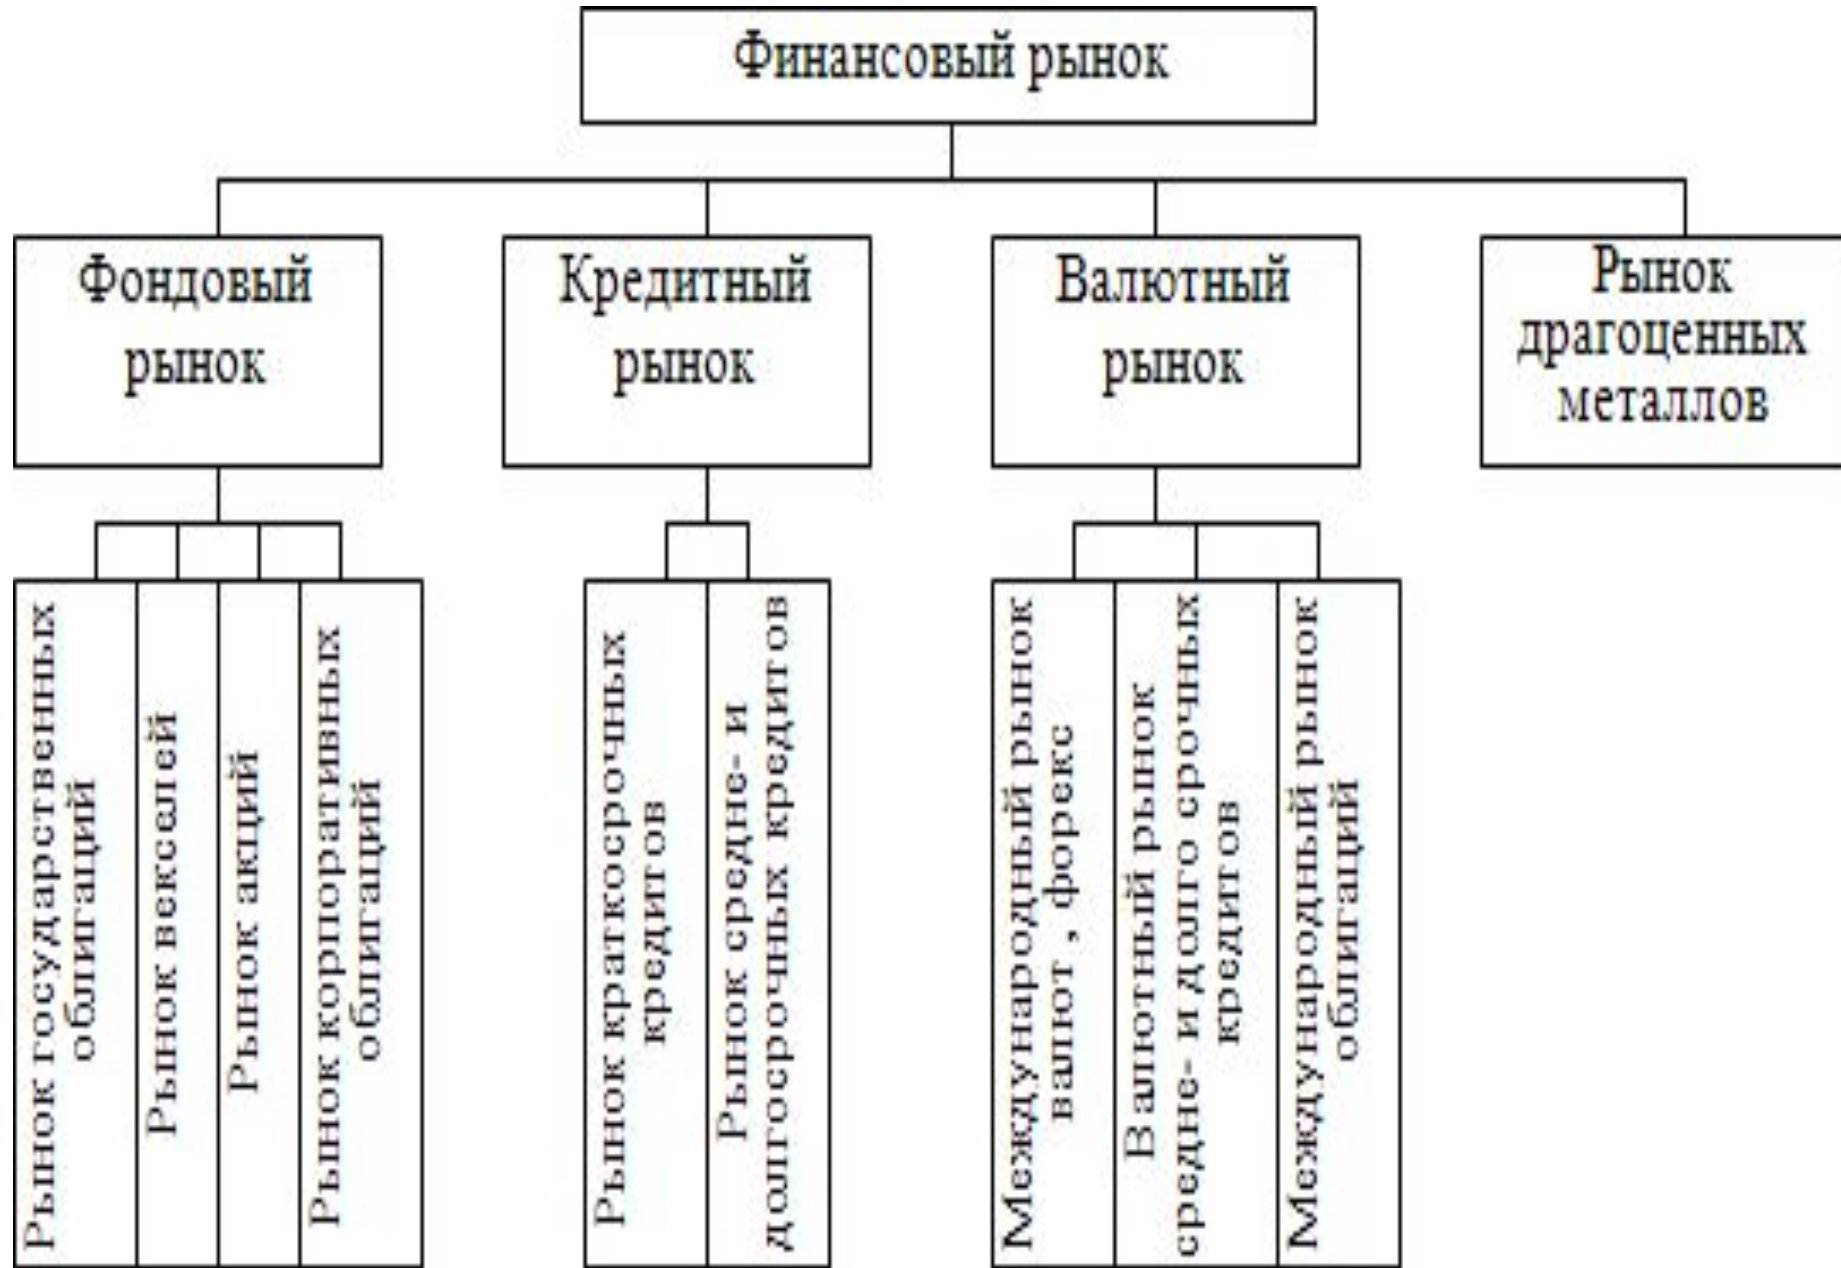 Финансовый рынок
Фондовый
рынок
Кредитный
рынок
Валютный
рынок
Рынок
драгоценных
металлов
Рынок государственных
облигаций
Рынок векселей
Рынок акций
Рынок корпоративных
облигаций
Рынок краткосрочных
кредитов
Рынок средне- и
долгосрочных кредитов
Международный рынок
валют , форекс
Валютный рынок
средне- и долго срочных
кредитов
Международный рынок
облигаций